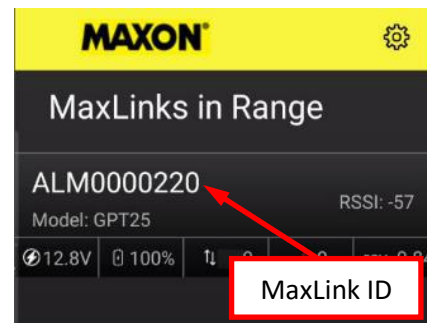 MAXON®
MaxLinks in Range
ALM0000220
RSSI: -57
Model: GPT25
12.8V 100%
MaxLink ID